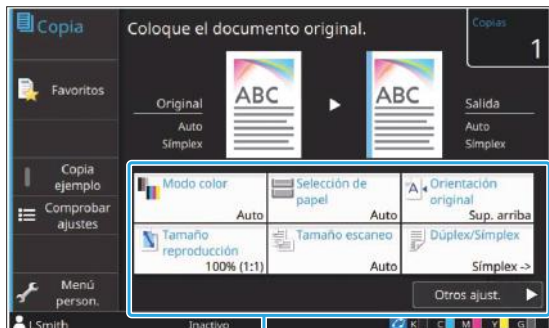 Copia
Coloque el documento original.
Copias
1
Favoritos
Original
Auto
Símplex
ABC
ABC
Salida
Auto
Símplex
Copia
ejemplo
Comprobar
ajustes
Menú
person.
Modo color
Auto
Selección de
papel
Auto
A
Orientación
original
Sup. arriba
Tamaño
reproducción
100% (1:1)
Tamaño escaneo
Auto
Dúplex/Símplex
Símplex ->
Otros ajust.
J.Smith
Inactivo
K
C
M
Y
G